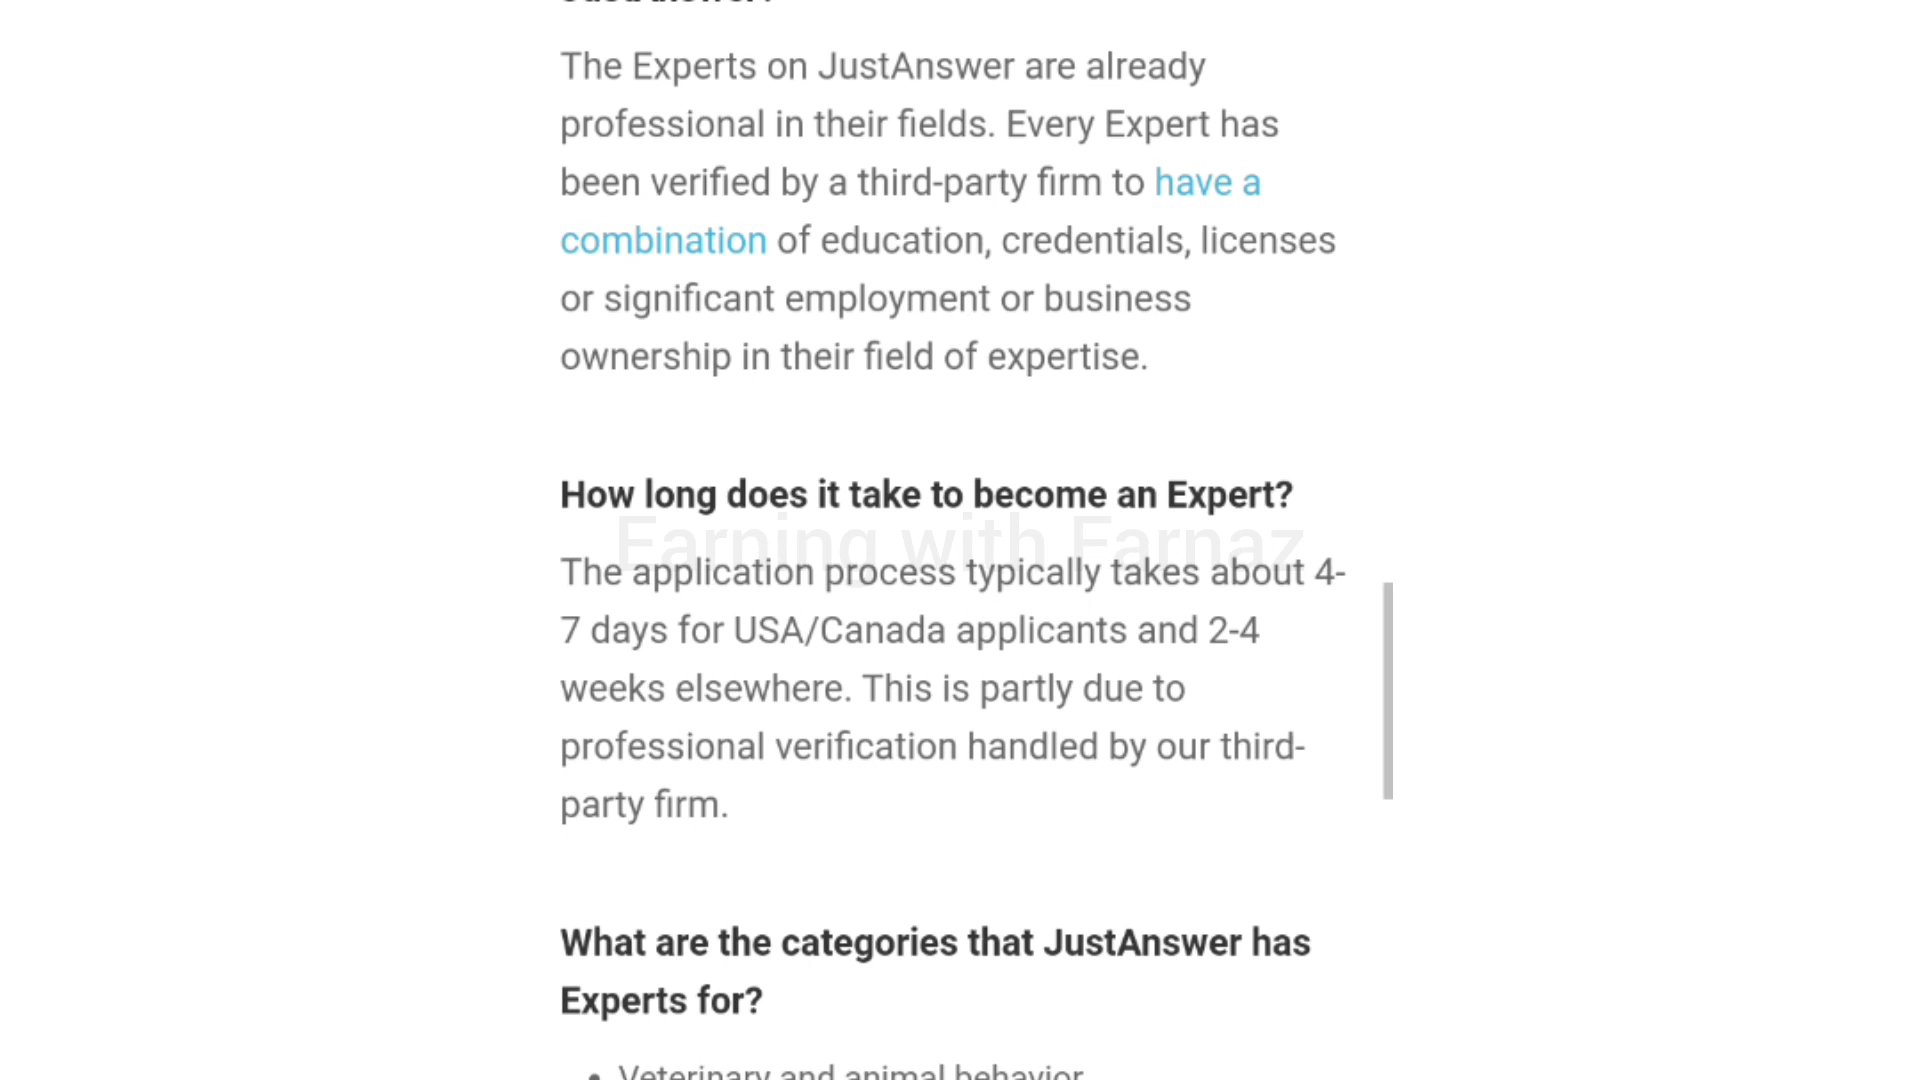 JustAnswer?
The Experts on JustAnswer are already
professional in their fields. Every Expert has
been verified by a third-party firm to have a
combination of education, credentials, licenses
or significant employment or business
ownership in their field of expertise.
How long does it take to become an Expert?
Earning with Farnaz
The application process typically takes about 4-
7 days for USA/Canada applicants and 2-4
weeks elsewhere. This is partly due to
professional verification handled by our third-
party firm.
What are the categories that JustAnswer has
Experts for?
• Veterinary and animal behavior